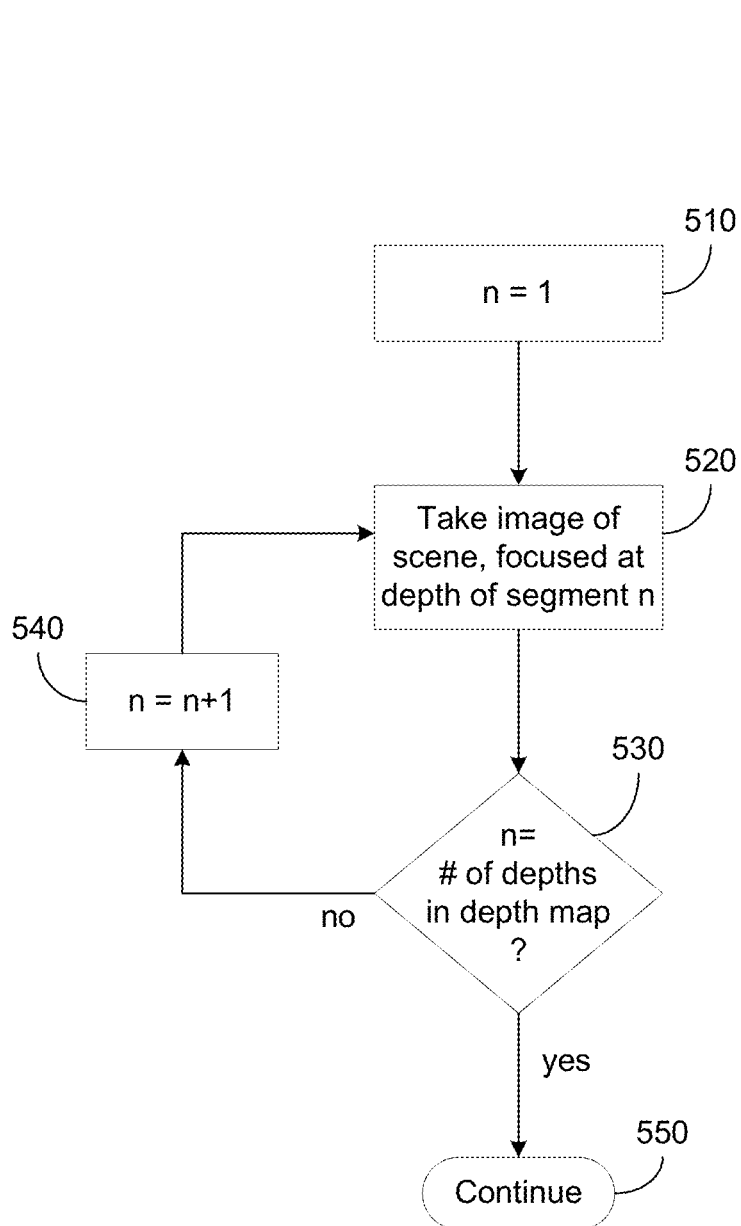 510
n = 1
520
Take image of
scene, focused at
depth of segment n
540
n = n+1
530
n=
# of depths
in depth map
?
no
yes
550
Continue